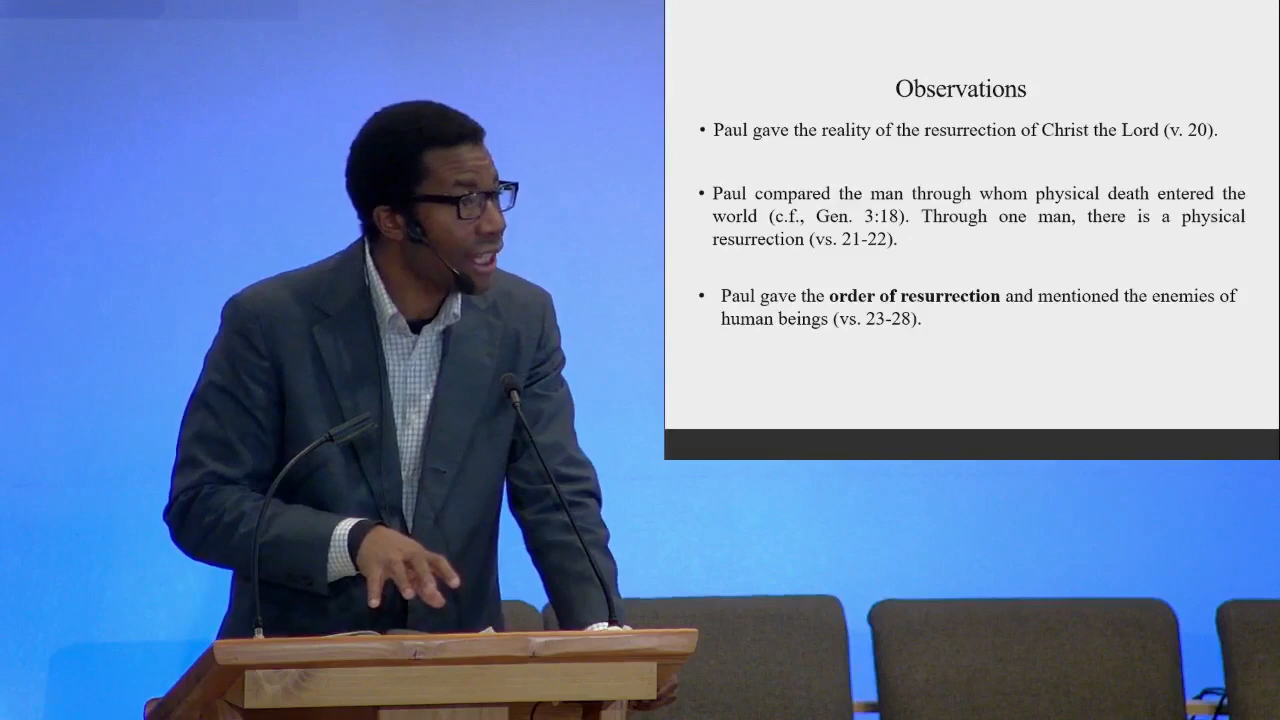 Observations
• Paul gave the reality of the resurrection of Christ the Lord (v. 20).
• Paul compared the man through whom physical death entered the
world (c.f., Gen. 3:18). Through one man, there is a physical
resurrection (vs. 21-22).
• Paul gave the order of resurrection and mentioned the enemies of
human beings (vs. 23-28).